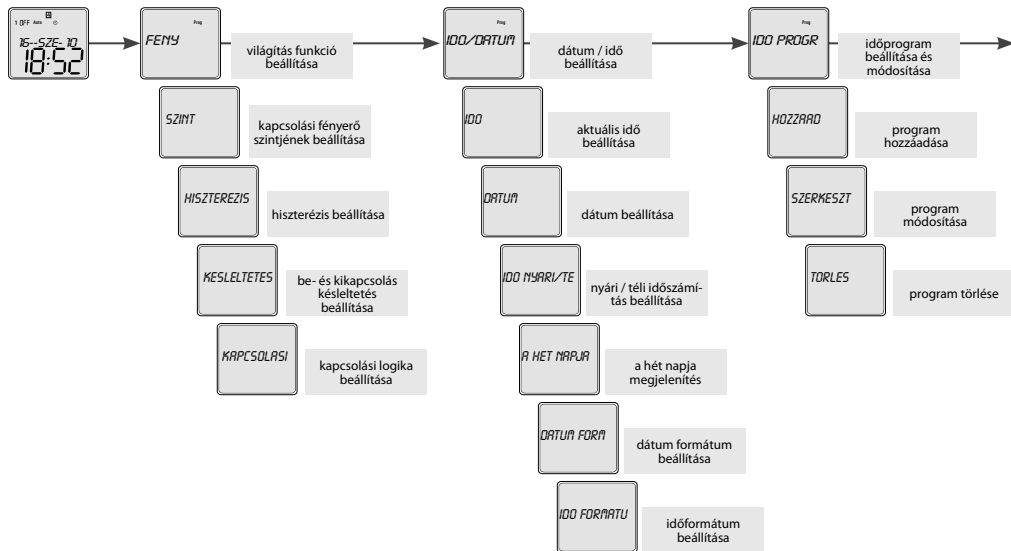 1 OFF Auto
16--SZE- 10
18:52
Prog
FENY
világítás funkció
beállítása
SZINT
kapcsolási fényerő
szintjének beállítása
HISZTEREZIS
hiszterézis beállítása
KESLELTETES
be- és kikapcsolás
késleltetés
beállítása
KAPCSOLASI
kapcsolási logika
beállítása
Prog
IDO/DATUM
dátum / idő
beállítása
IDO
aktuális idő
beállítása
DATUM
dátum beállítása
IDO NYARI/TE
nyári / téli időszámí-
tás beállítása
A HET NAPJA
a hét napja
megjelenítés
DATUM FORM
dátum formátum
beállítása
IDO FORMATU
időformátum
beállítása
Prog
IDO PROGR
időprogram
beállítása és
módosítása
HOZZAAD
program
hozzáadása
SZERKESZT
program
módosítása
TORLES
program törlése